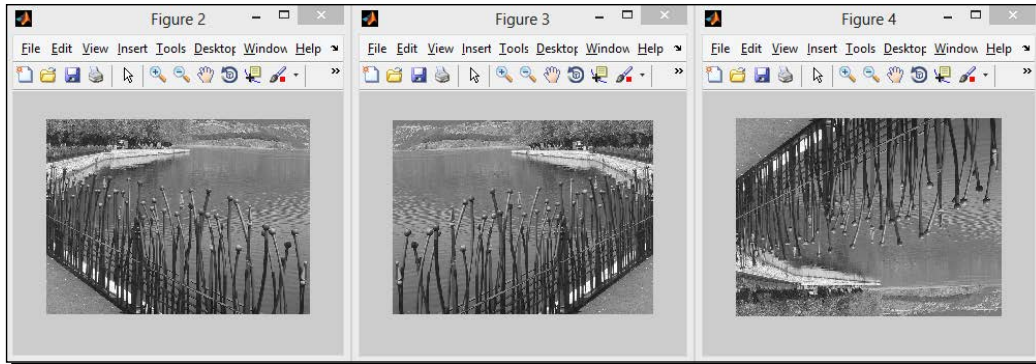 Figure 2
File Edit View Insert Tools Desktop Window Help
Figure 3
File Edit View Insert Tools Desktop Window Help
Figure 4
File Edit View Insert Tools Desktop Window Help